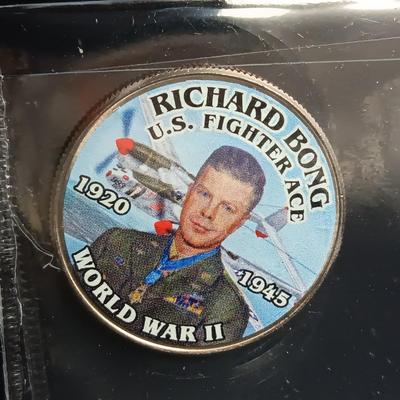 RICHARD BONG
U.S. FIGHTER ACE
1920
1945
WORLD WAR II